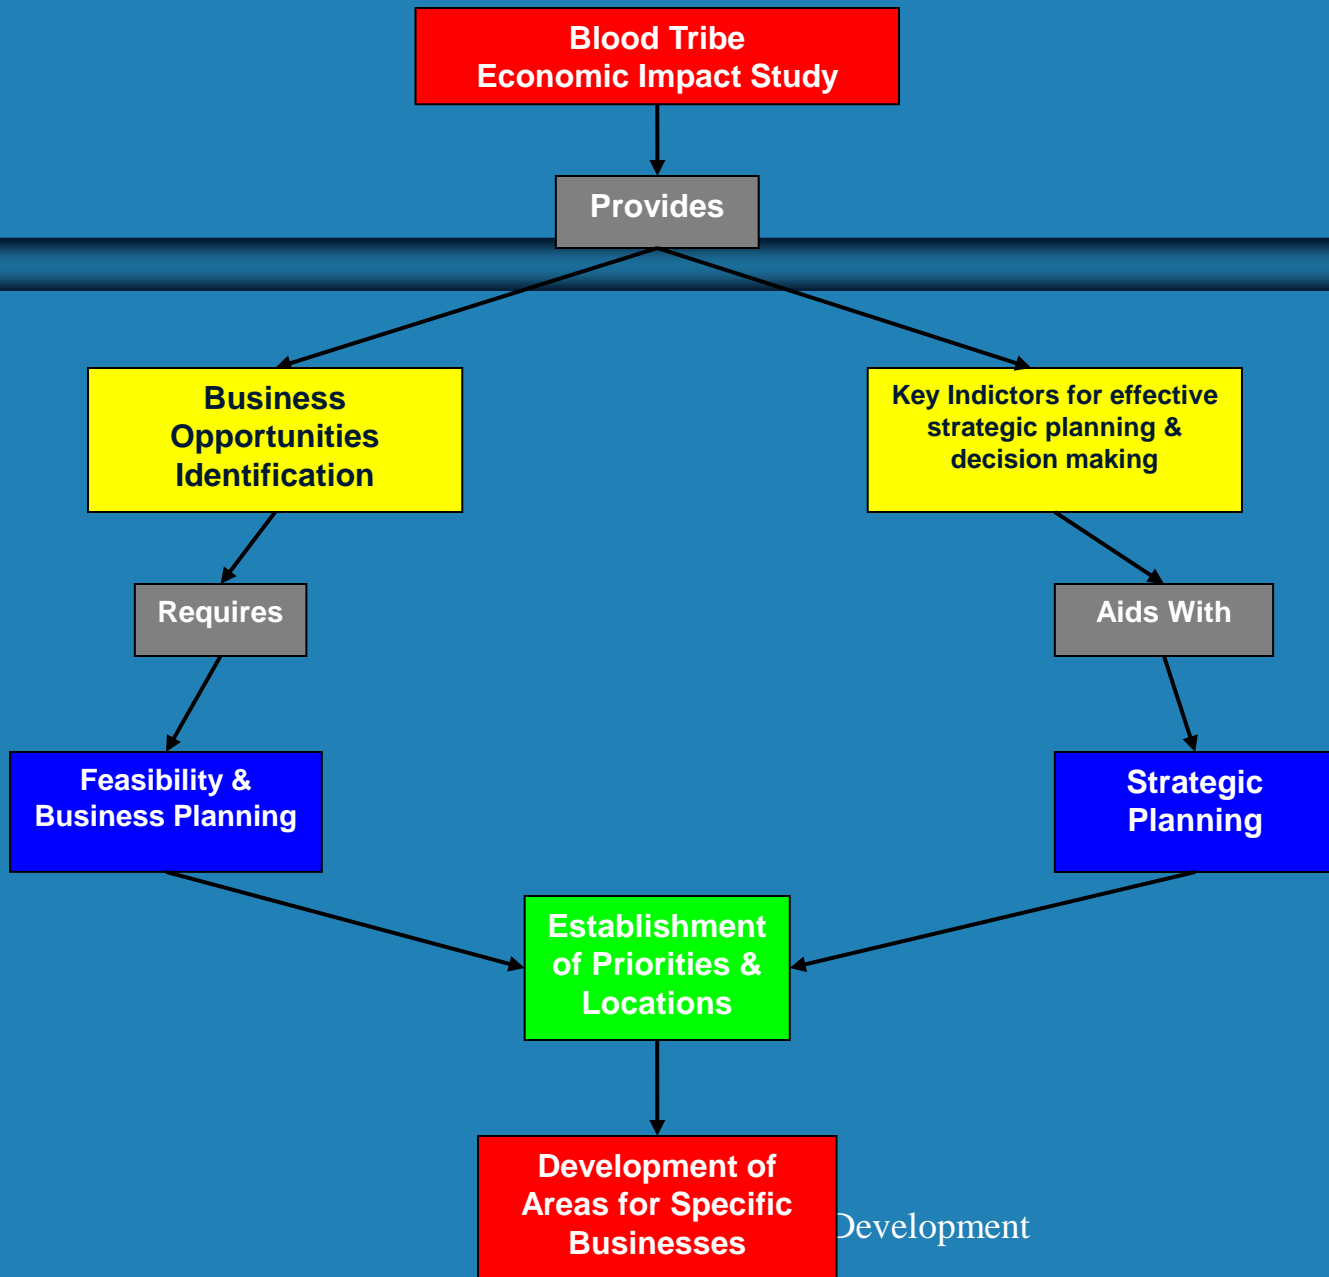 Blood Tribe
Economic Impact Study
Provides
Business
Opportunities
Identification
Key Indictors for effective
strategic planning &
decision making
Requires
Aids With
Feasibility &
Business Planning
Strategic
Planning
Establishment
of Priorities &
Locations
Development of
Areas for Specific
Businesses
Development